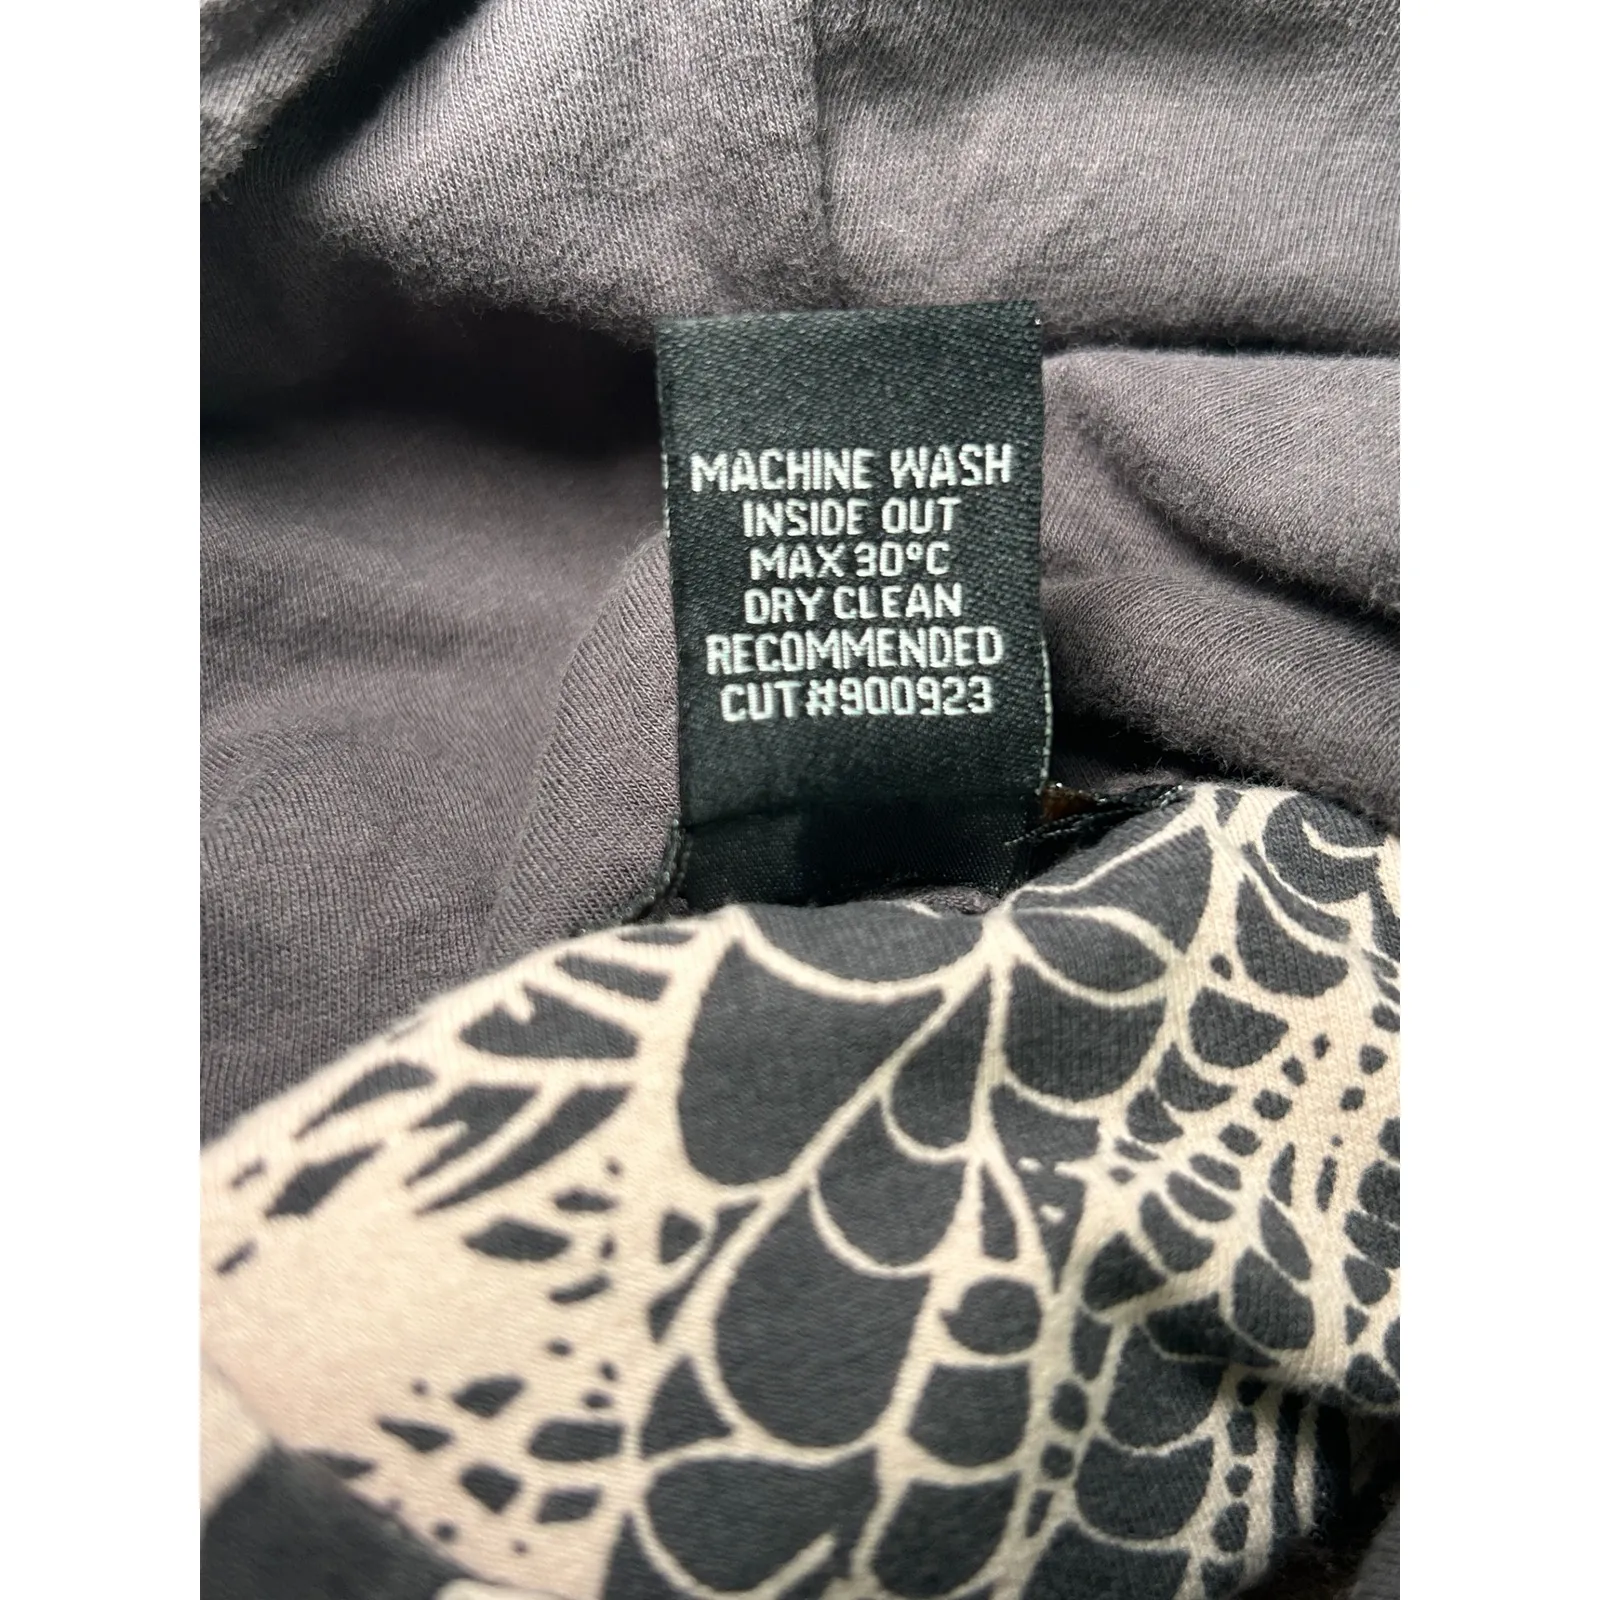 MACHINE WASH
INSIDE OUT
MAX 30°C
DRY CLEAN
RECOMMENDED
CUT#900923